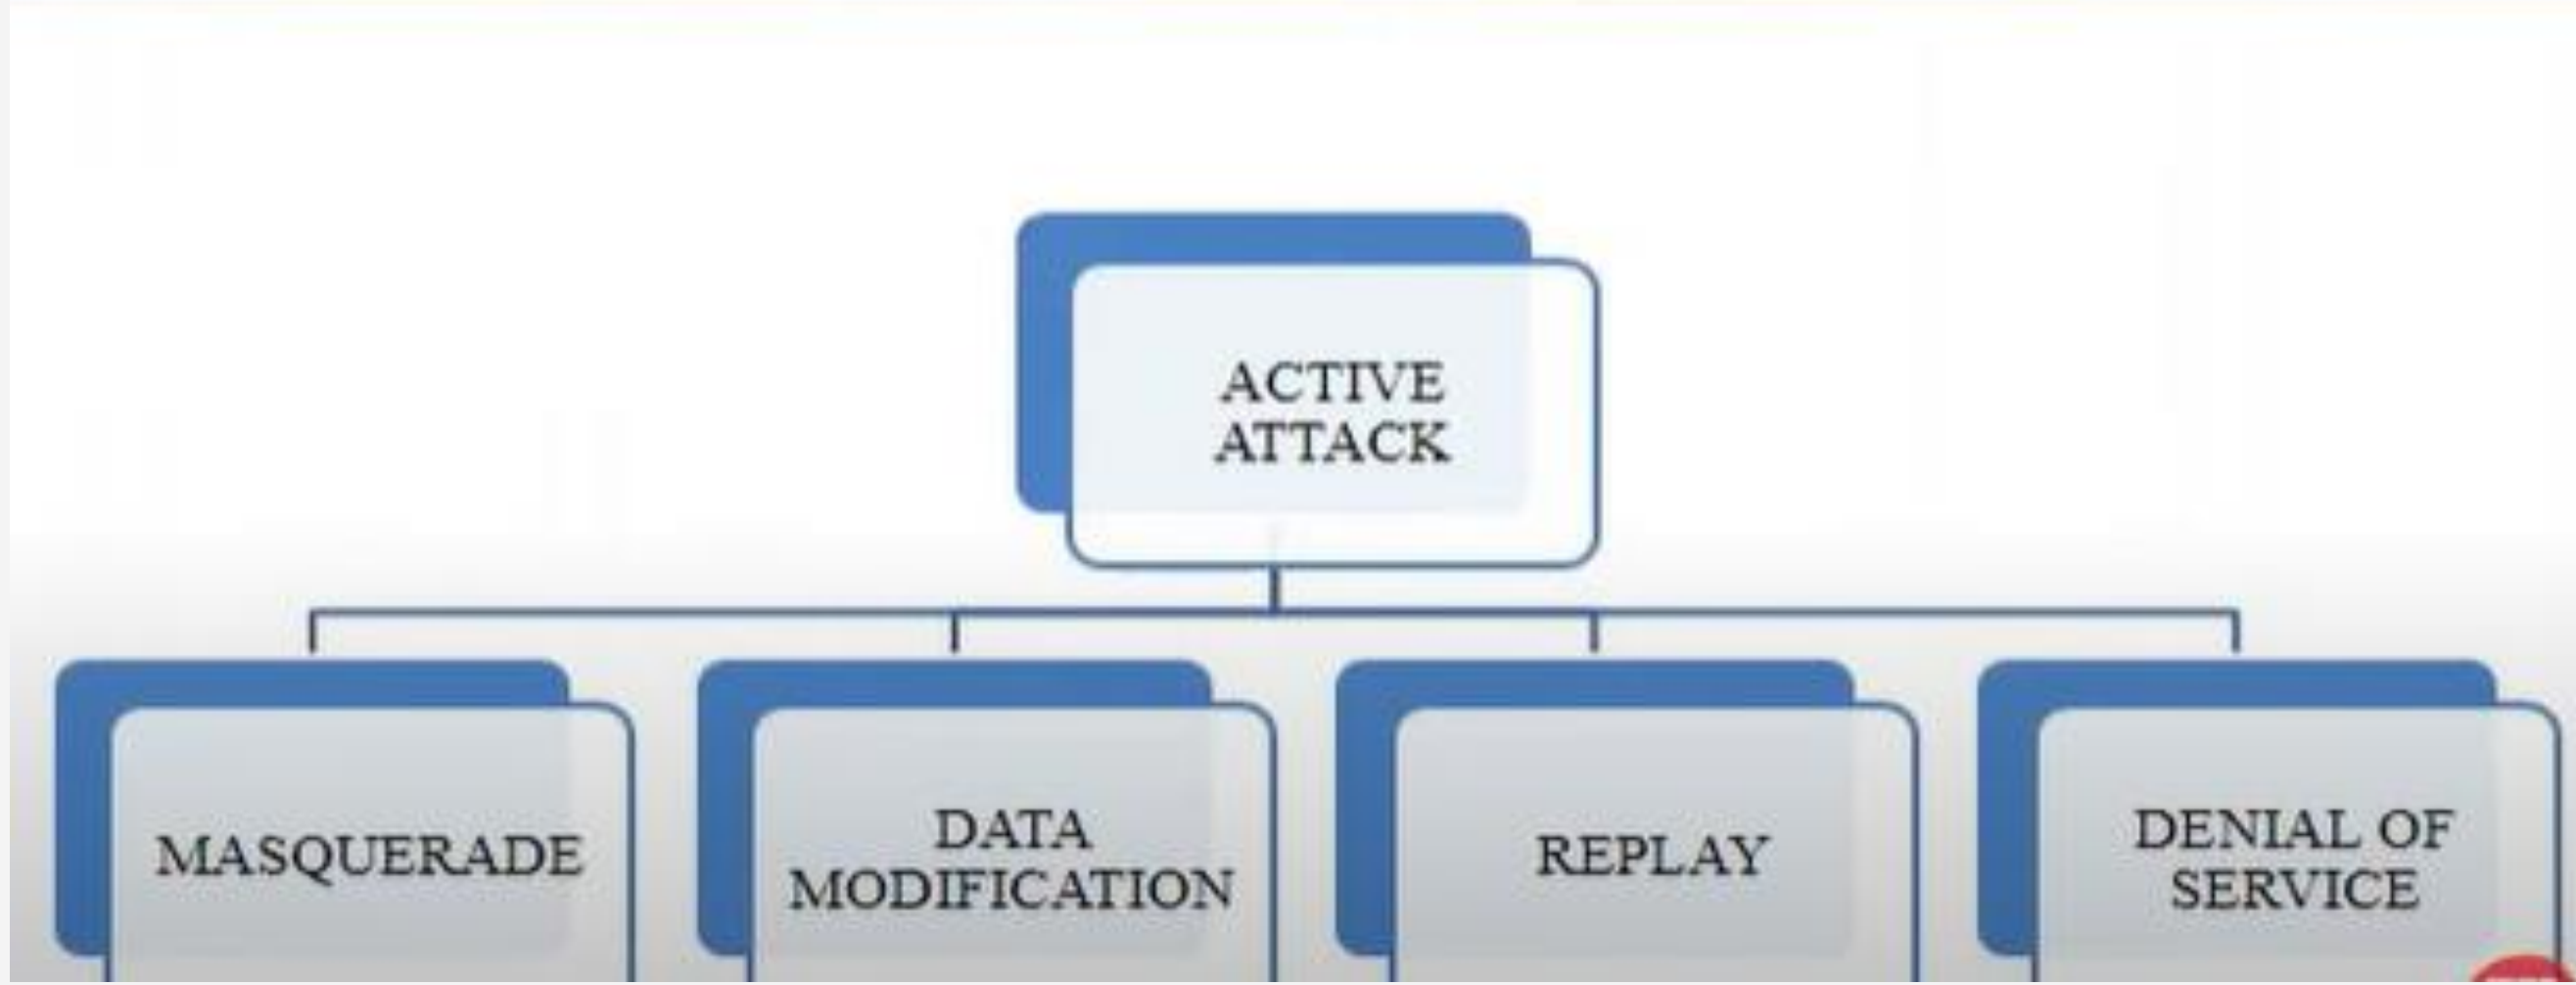 ACTIVE
ATTACK
MASQUERADE
DATA
MODIFICATION
REPLAY
DENIAL OF
SERVICE